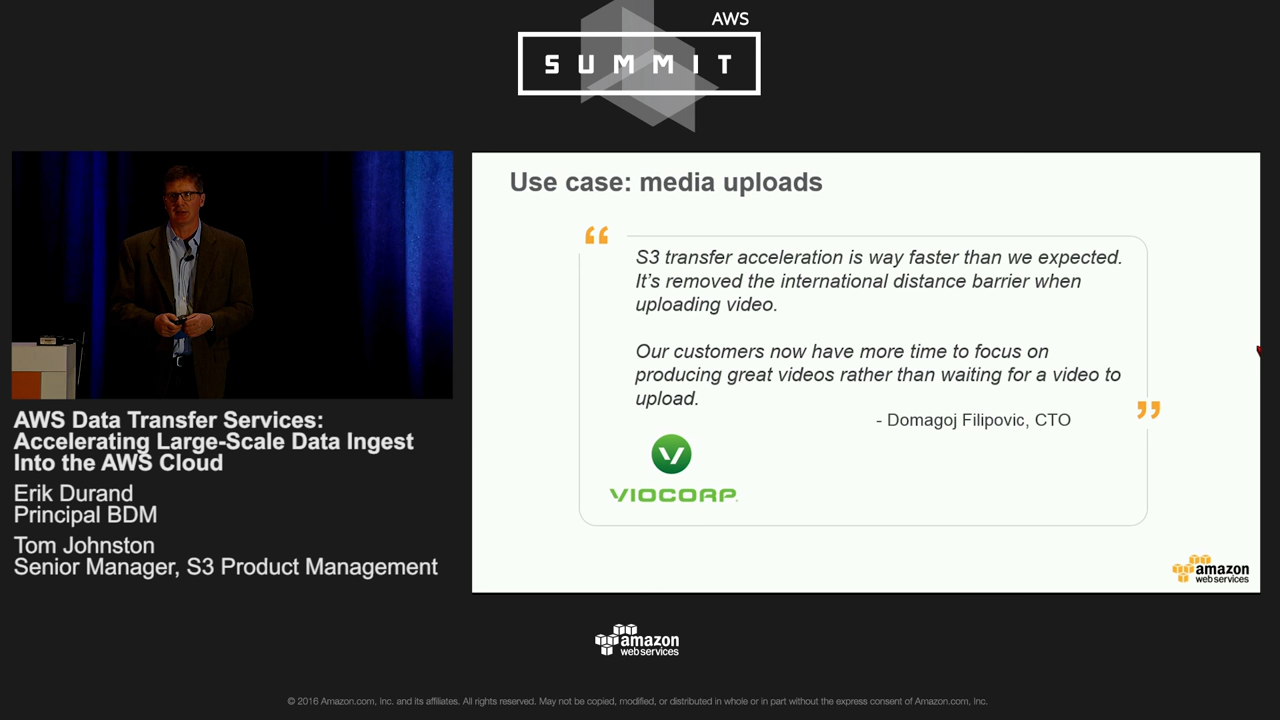 AWS
SUMMIT
Use case: media uploads
“
S3 transfer acceleration is way faster than we expected.
It’s removed the international distance barrier when
uploading video.
Our customers now have more time to focus on
producing great videos rather than waiting for a video to
upload.
”
- Domagoj Filipovic, CTO
V
VIOCORP
amazon
web services
AWS Data Transfer Services:
Accelerating Large-Scale Data Ingest
Into the AWS Cloud
Erik Durand
Principal BDM
Tom Johnston
Senior Manager, S3 Product Management
amazon
web services
© 2016 Amazon.com, Inc. and its affiliates. All rights reserved. May not be copied, modified, or distributed in whole or in part without the express consent of Amazon.com, Inc.